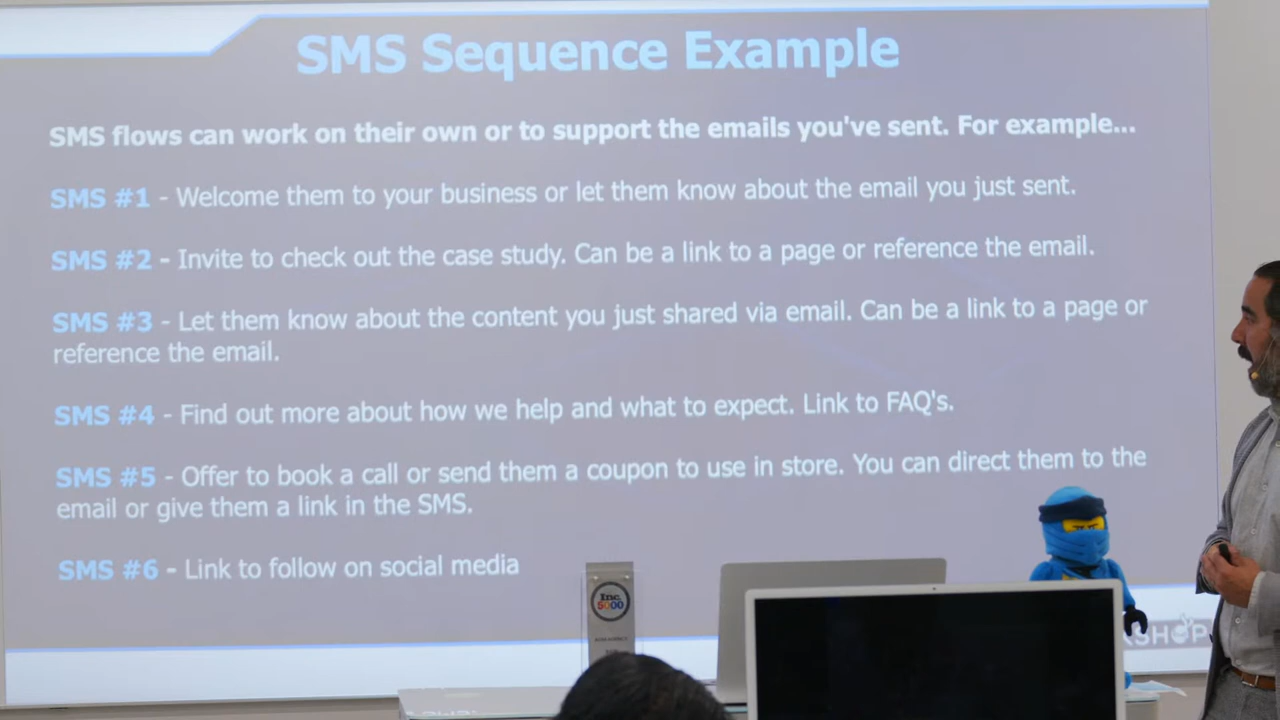 SMS Sequence Example
SMS flows can work on their own or to support the emails you've sent. For example...
SMS #1 - Welcome them to your business or let them know about the email you just sent.
SMS #2 - Invite to check out the case study. Can be a link to a page or reference the email.
SMS #3 - Let them know about the content you just shared via email. Can be a link to a page or
reference the email.
SMS #4 - Find out more about how we help and what to expect. Link to FAQ's.
SMS #5 - Offer to book a call or send them a coupon to use in store. You can direct them to the
email or give them a link in the SMS.
SMS #6 - Link to follow on social media
Inc.
5000